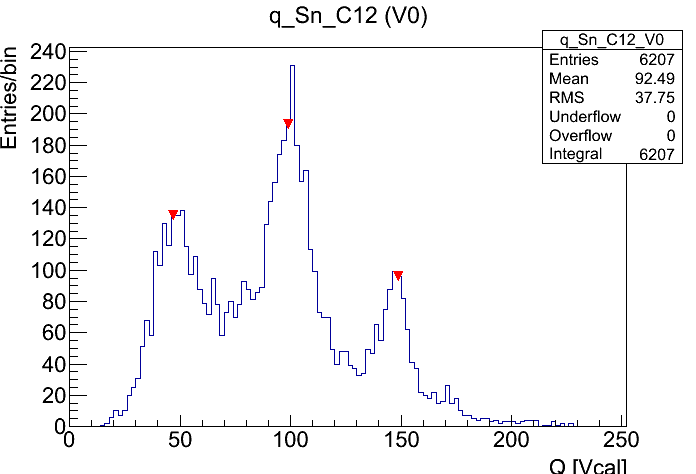 q_Sn_C12 (V0)
Entries/bin
q_Sn_C12_V0
Entries 6207
Mean 92.49
RMS 37.75
Underflow 0
Overflow 0
Integral 6207
240
220
200
180
160
140
120
100
80
60
40
20
0
0 50 100 150 200 250
Q [Vcal]